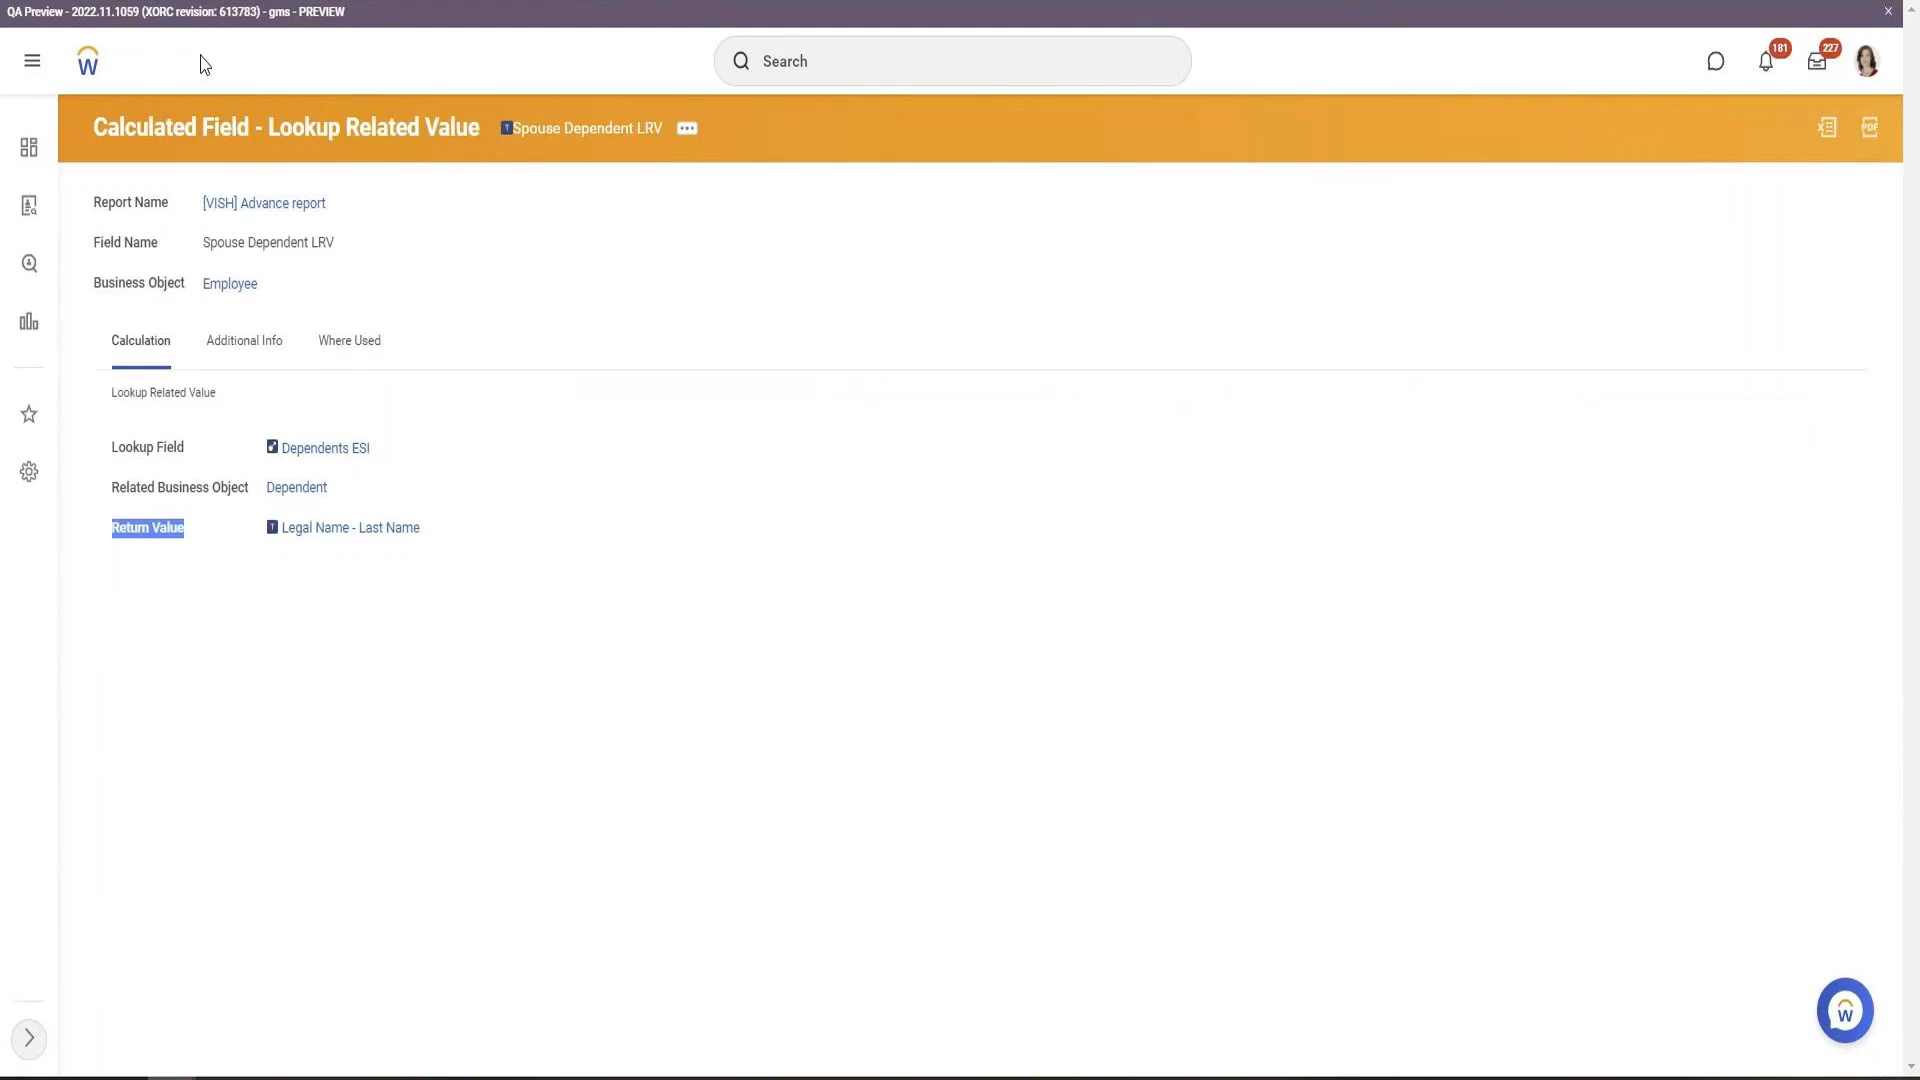 QA Preview - 2022.11.1059 (XORC revision: 613783) - gms - PREVIEW
Search
181
227
Calculated Field - Lookup Related Value Spouse Dependent LRV
PDF
Report Name [VISH] Advance report
Field Name Spouse Dependent LRV
Business Object Employee
Calculation Additional Info Where Used
Lookup Related Value
Lookup Field Dependents ESI
Related Business Object Dependent
Return Value Legal Name - Last Name